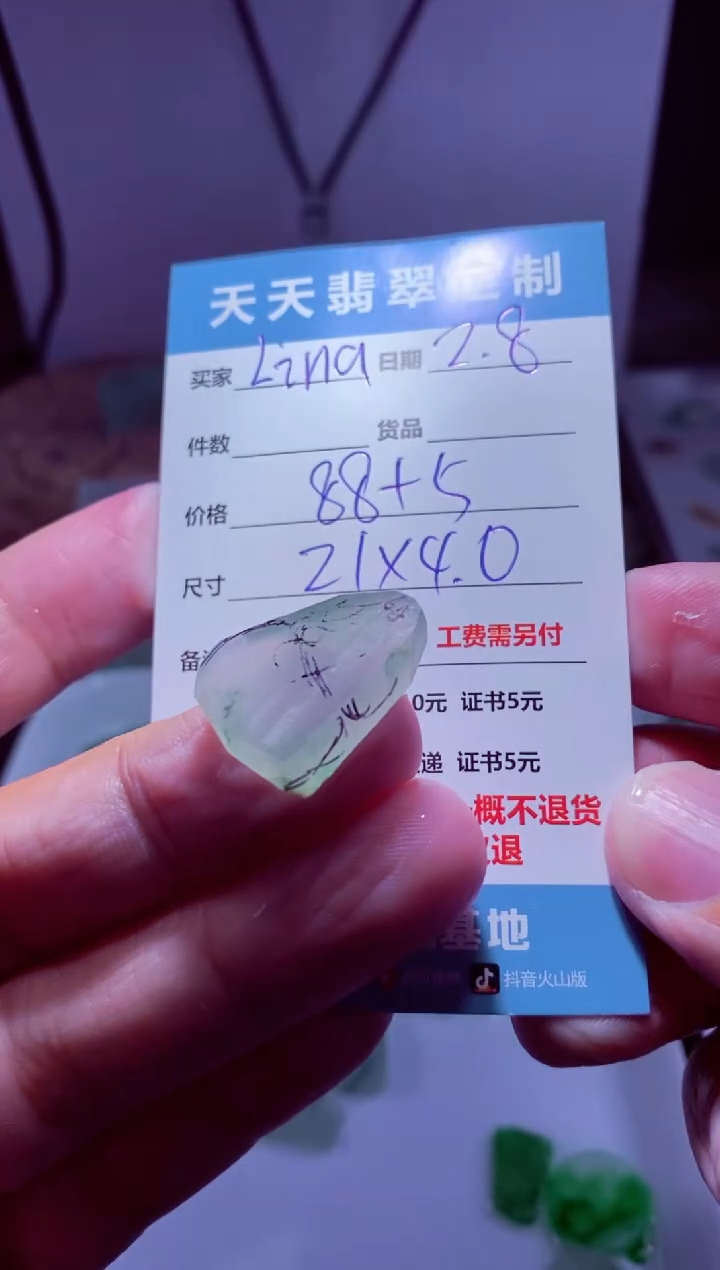 天天翡翠定制
买家 Lina 日期 2.8
件数 货品
价格 88+5
尺寸 21x4.0
备 工费需另付
0元 证书5元
递 证书5元
概不退货
退
基地
抖音火山版